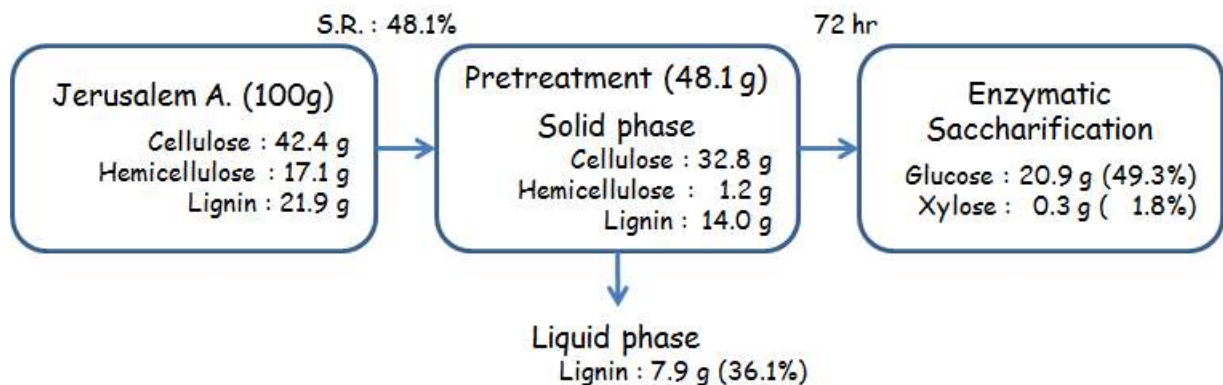 S.R. : 48.1%
72 hr
Jerusalem A. (100g)
Cellulose : 42.4 g
Hemicellulose : 17.1 g
Lignin : 21.9 g
Pretreatment (48.1 g)
Solid phase
Cellulose : 32.8 g
Hemicellulose : 1.2 g
Lignin : 14.0 g
Enzymatic
Saccharification
Glucose : 20.9 g (49.3%)
Xylose : 0.3 g ( 1.8%)
Liquid phase
Lignin : 7.9 g (36.1%)